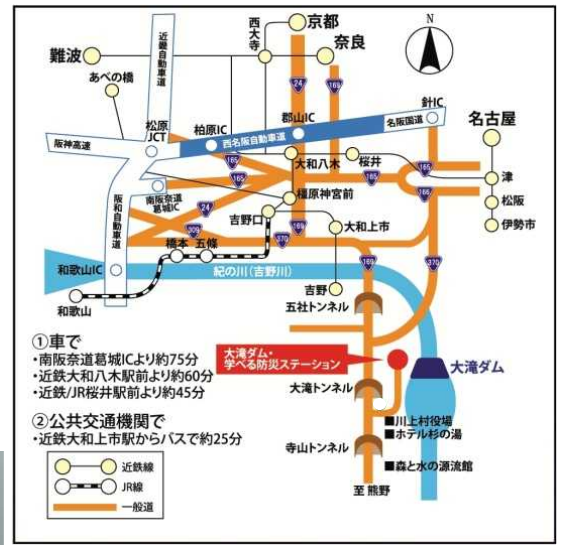 京都
西大寺
N
近畿自動車道
難波
奈良
あべの橋
24
169
針IC
松原
JCT
柏原IC
郡山IC
名阪国道
名古屋
西名阪自動車道
阪神高速
165
大和八木
桜井
165
165
165
津
南阪奈道
葛城IC
166
橿原神宮前
松阪
24
吉野口
阪和自動車道
309
169
大和上市
伊勢市
370
橋本
五條
和歌山IC
紀の川(吉野川)
169
370
吉野
和歌山
五社トンネル
①車で
・南阪奈道葛城ICより約75分
・近鉄大和八木駅前より約60分
・近鉄/JR桜井駅前より約45分
大滝ダム・
学べる防災ステーション
大滝ダム
大滝トンネル
②公共交通機関で
・近鉄大和上市駅からバスで約25分
■川上村役場
■ホテル杉の湯
寺山トンネル
■森と水の源流館
近鉄線
JR線
一般道
至 熊野